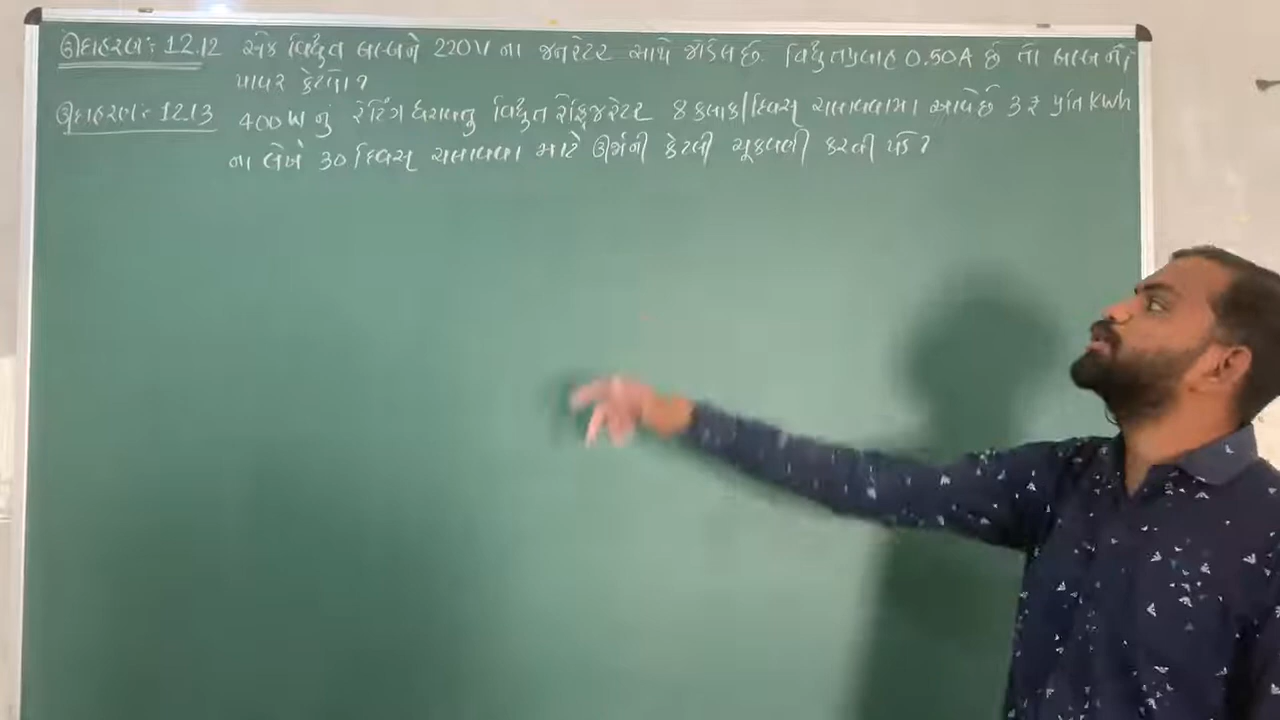 ઉદાહરણ : 12.12 એક વિદ્યુત બલ્બને 220V ના જનરેટર સાથે જોડેલ છે. વિદ્યુતપ્રવાહ 0.50A છે તો બલ્બનો
પાવર કેટલો?
ઉદાહરણ : 12.13 400W નું રેટિંગ ધરાવતું વિદ્યુત રેફ્રિજરેટર 8 કલાક/દિવસ ચલાવવામાં આવે છે 3 રૂ પ્રતિ kwh
ના લેખે 30 દિવસ ચલાવવા માટે ઊર્જાની કેટલી ચૂકવણી કરવી પડે?